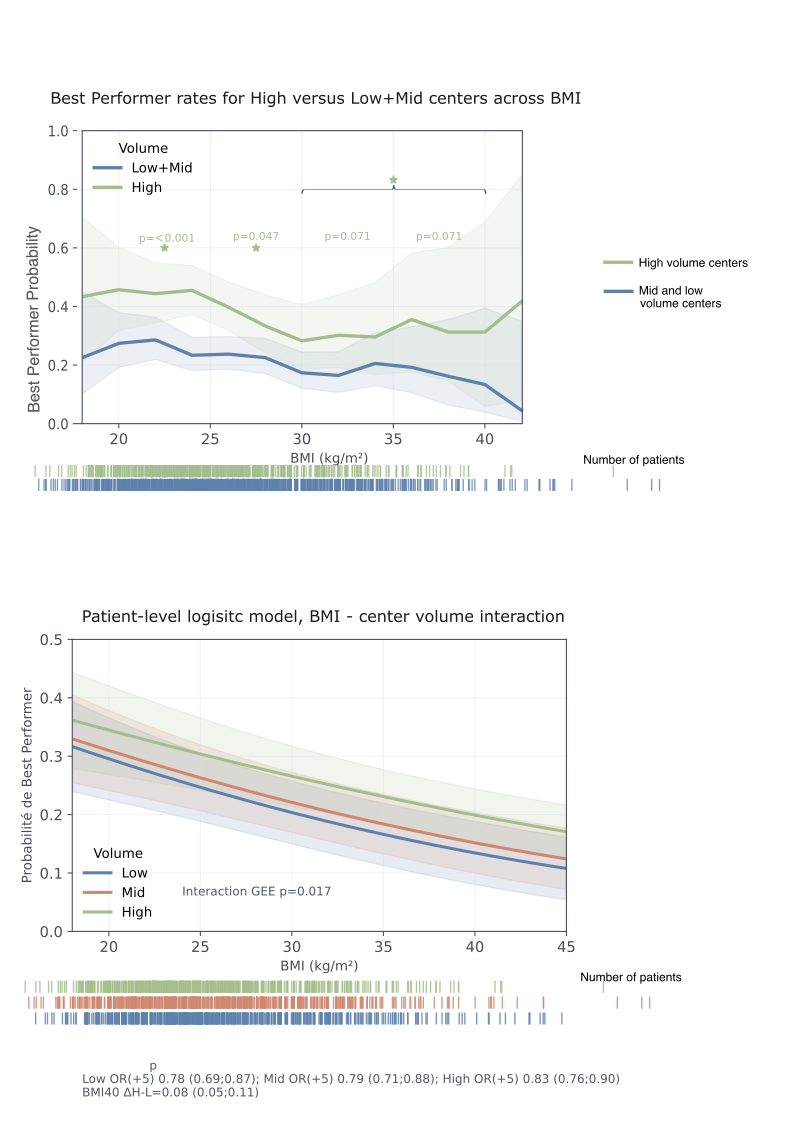 Best Performer rates for High versus Low+Mid centers across BMI
1.0
0.8
0.6
0.4
0.2
0.0
Best Performer Probability
Volume
Low+Mid
High
p=<0.001
p=0.047
p=0.071
p=0.071
20
25
30
35
40
BMI (kg/m²)
High volume centers
Mid and low
volume centers
Number of patients
Patient-level logisitc model, BMI - center volume interaction
0.5
0.4
0.3
0.2
0.1
0.0
Probabilité de Best Performer
Volume
Low
Mid
High
Interaction GEE p=0.017
20
25
30
35
40
45
BMI (kg/m²)
Number of patients
p
Low OR(+5) 0.78 (0.69;0.87); Mid OR(+5) 0.79 (0.71;0.88); High OR(+5) 0.83 (0.76;0.90)
BMI40 ΔH-L=0.08 (0.05;0.11)